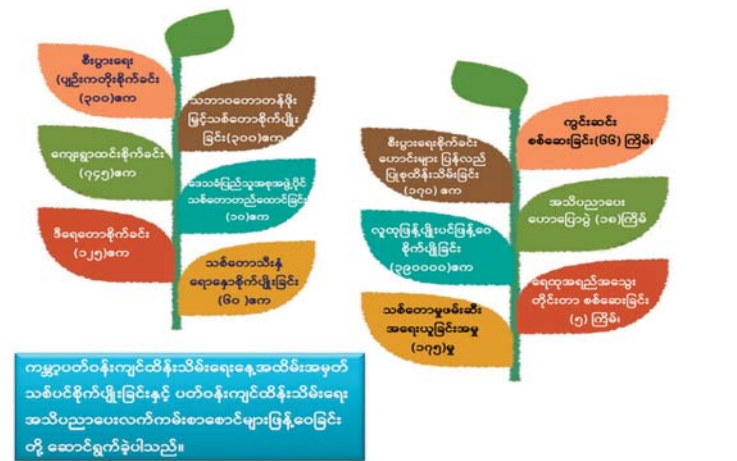 စီးပွားရေး
(ပျဉ်းကတိုးစိုက်ခင်း
(၃၀၀)ဧက
ကျေးရွာထင်းစိုက်ခင်း
(၇၄၅)ဧက
ဒီရေတောစိုက်ခင်း
(၁၂၅)ဧက
သဘာဝတောတန်ဖိုး
မြှင့်သစ်တောစိုက်ပျိုး
ခြင်း(၃၀၀)ဧက
ဒေသခံပြည်သူအစုအဖွဲ့ပိုင်
သစ်တောတည်ထောင်ခြင်း
(၁၀)ဧက
သစ်တောသီးနှံ
ရောနှောစိုက်ပျိုးခြင်း
(၆၀ )ဧက
စီးပွားရေးစိုက်ခင်း
ဟောင်းများ ပြန်လည်
ပြုစုထိန်းသိမ်းခြင်း
(၁၇၀) ဧက
လူထုဖြန့်ပျိုးပင်ဖြန့်ဝေ
စိုက်ပျိုးခြင်း
(၃၉၀၀၀၀)ဧက
သစ်တောမှုဖမ်းဆီး
အရေးယူခြင်းအမှု
(၁၇၅)မှု
ကွင်းဆင်း
စစ်ဆေးခြင်း(၆၆) ကြိမ်၊
အသိပညာပေး
ဟောပြောပွဲ (၁၈)ကြိမ်
ရေထုအရည်အသွေး
တိုင်းတာ စစ်ဆေးခြင်း
(၅) ကြိမ်၊
ကမ္ဘာ့ပတ်ဝန်းကျင်ထိန်းသိမ်းရေးနေ့အထိမ်းအမှတ်
သစ်ပင်စိုက်ပျိုးခြင်းနှင့် ပတ်ဝန်းကျင်ထိန်းသိမ်းရေး
အသိပညာပေးလက်ကမ်းစာစောင်များဖြန့်ဝေခြင်း
တို့ ဆောင်ရွက်ခဲ့ပါသည်။